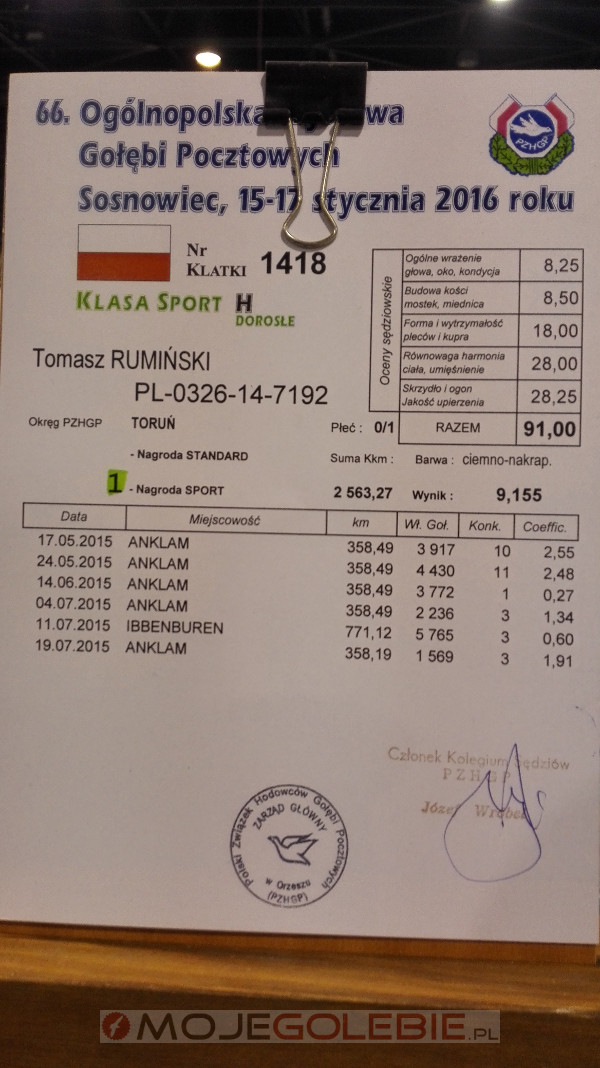 66. Ogólnopolska wa
Gołębi Pocztowych
Sosnowiec, 15-17 stycznia 2016 roku
PZHGP
Nr
KLATKI 1418
KLASA SPORT H
DOROSŁE
Oceny sędziowskie
Ogólne wrażenie
głowa, oko, kondycja 8,25
Budowa kości
mostek, miednica 8,50
Forma i wytrzymałość
pleców i kupra 18,00
Równowaga harmonia
ciała, umięśnienie 28,00
Skrzydło i ogon
Jakość upierzenia 28,25
RAZEM 91,00
Tomasz RUMIŃSKI
PL-0326-14-7192
Okręg PZHGP TORUŃ Płeć : 0/1
- Nagroda STANDARD Suma Kkm : Barwa : ciemno-nakrap.
1 - Nagroda SPORT 2 563,27 Wynik : 9,155
Data Miejscowość km Wł. Goł. Konk. Coeffic.
17.05.2015 ANKLAM 358,49 3 917 10 2,55
24.05.2015 ANKLAM 358,49 4 430 11 2,48
14.06.2015 ANKLAM 358,49 3 772 1 0,27
04.07.2015 ANKLAM 358,49 2 236 3 1,34
11.07.2015 IBBENBUREN 771,12 5 765 3 0,60
19.07.2015 ANKLAM 358,19 1 569 3 1,91
Członek Kolegium Sędziów
PZHGP
Józef Wróbel
Polski Związek Hodowców Gołębi Pocztowych
ZARZĄD GŁÓWNY
w Orzeszu
(PZHGP)
MOJEGOLEBIE.PL